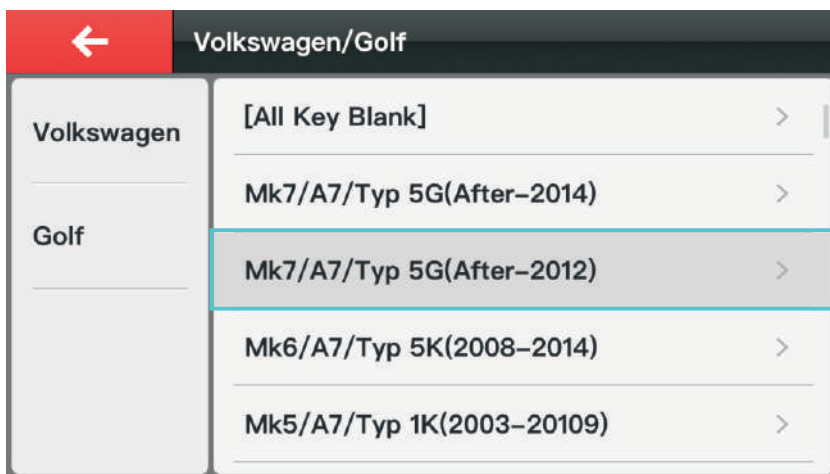 Volkswagen/Golf
Volkswagen
Golf
[All Key Blank]
Mk7/A7/Typ 5G(After-2014)
Mk7/A7/Typ 5G(After-2012)
Mk6/A7/Typ 5K(2008-2014)
Mk5/A7/Typ 1K(2003-20109)